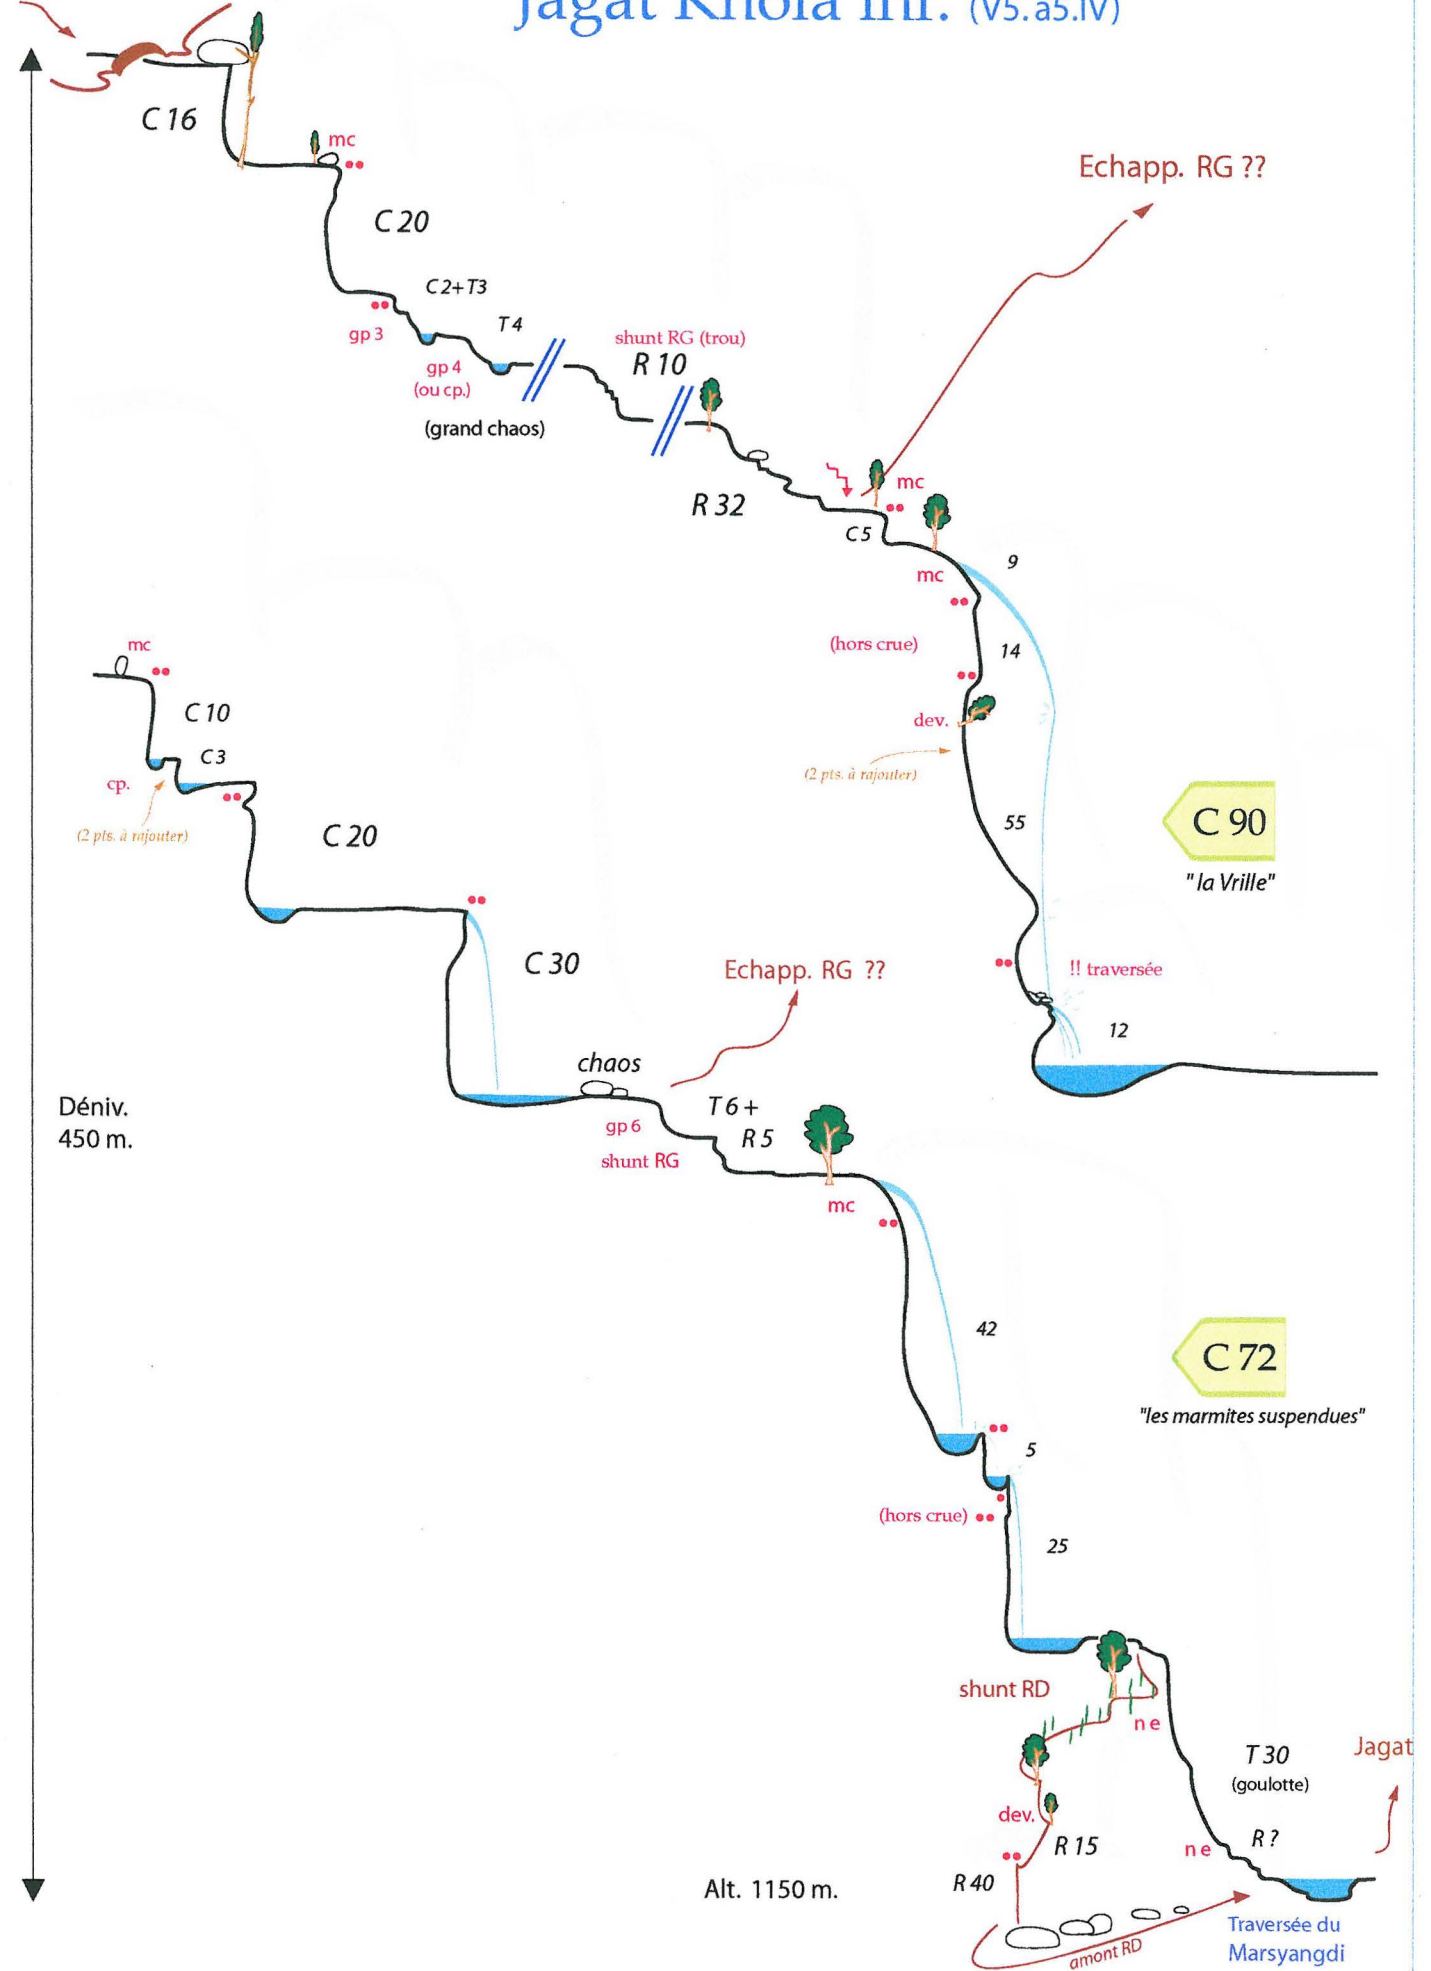 Jagat Khola inf. (v5.a5.IV)
C 16
mc
C 20
Echapp. RG ??
C2+T3
gp 3
T4
gp 4
(ou cp.)
(grand chaos)
shunt RG (trou)
R 10
R 32
mc
C5
mc
9
(hors crue)
14
dev.
(2 pts. à rajouter)
55
C 90
"la Vrille"
!! traversée
12
mc
C 10
C3
cp.
(2 pts. à rajouter)
C 20
C 30
Echapp. RG ??
chaos
gp 6
shunt RG
T6+
R 5
mc
Déniv.
450 m.
42
C 72
"les marmites suspendues"
5
(hors crue)
25
shunt RD
n e
T 30
(goulotte)
Jagat
dev.
R 15
n e
R ?
R 40
Alt. 1150 m.
amont RD
Traversée du
Marsyangdi